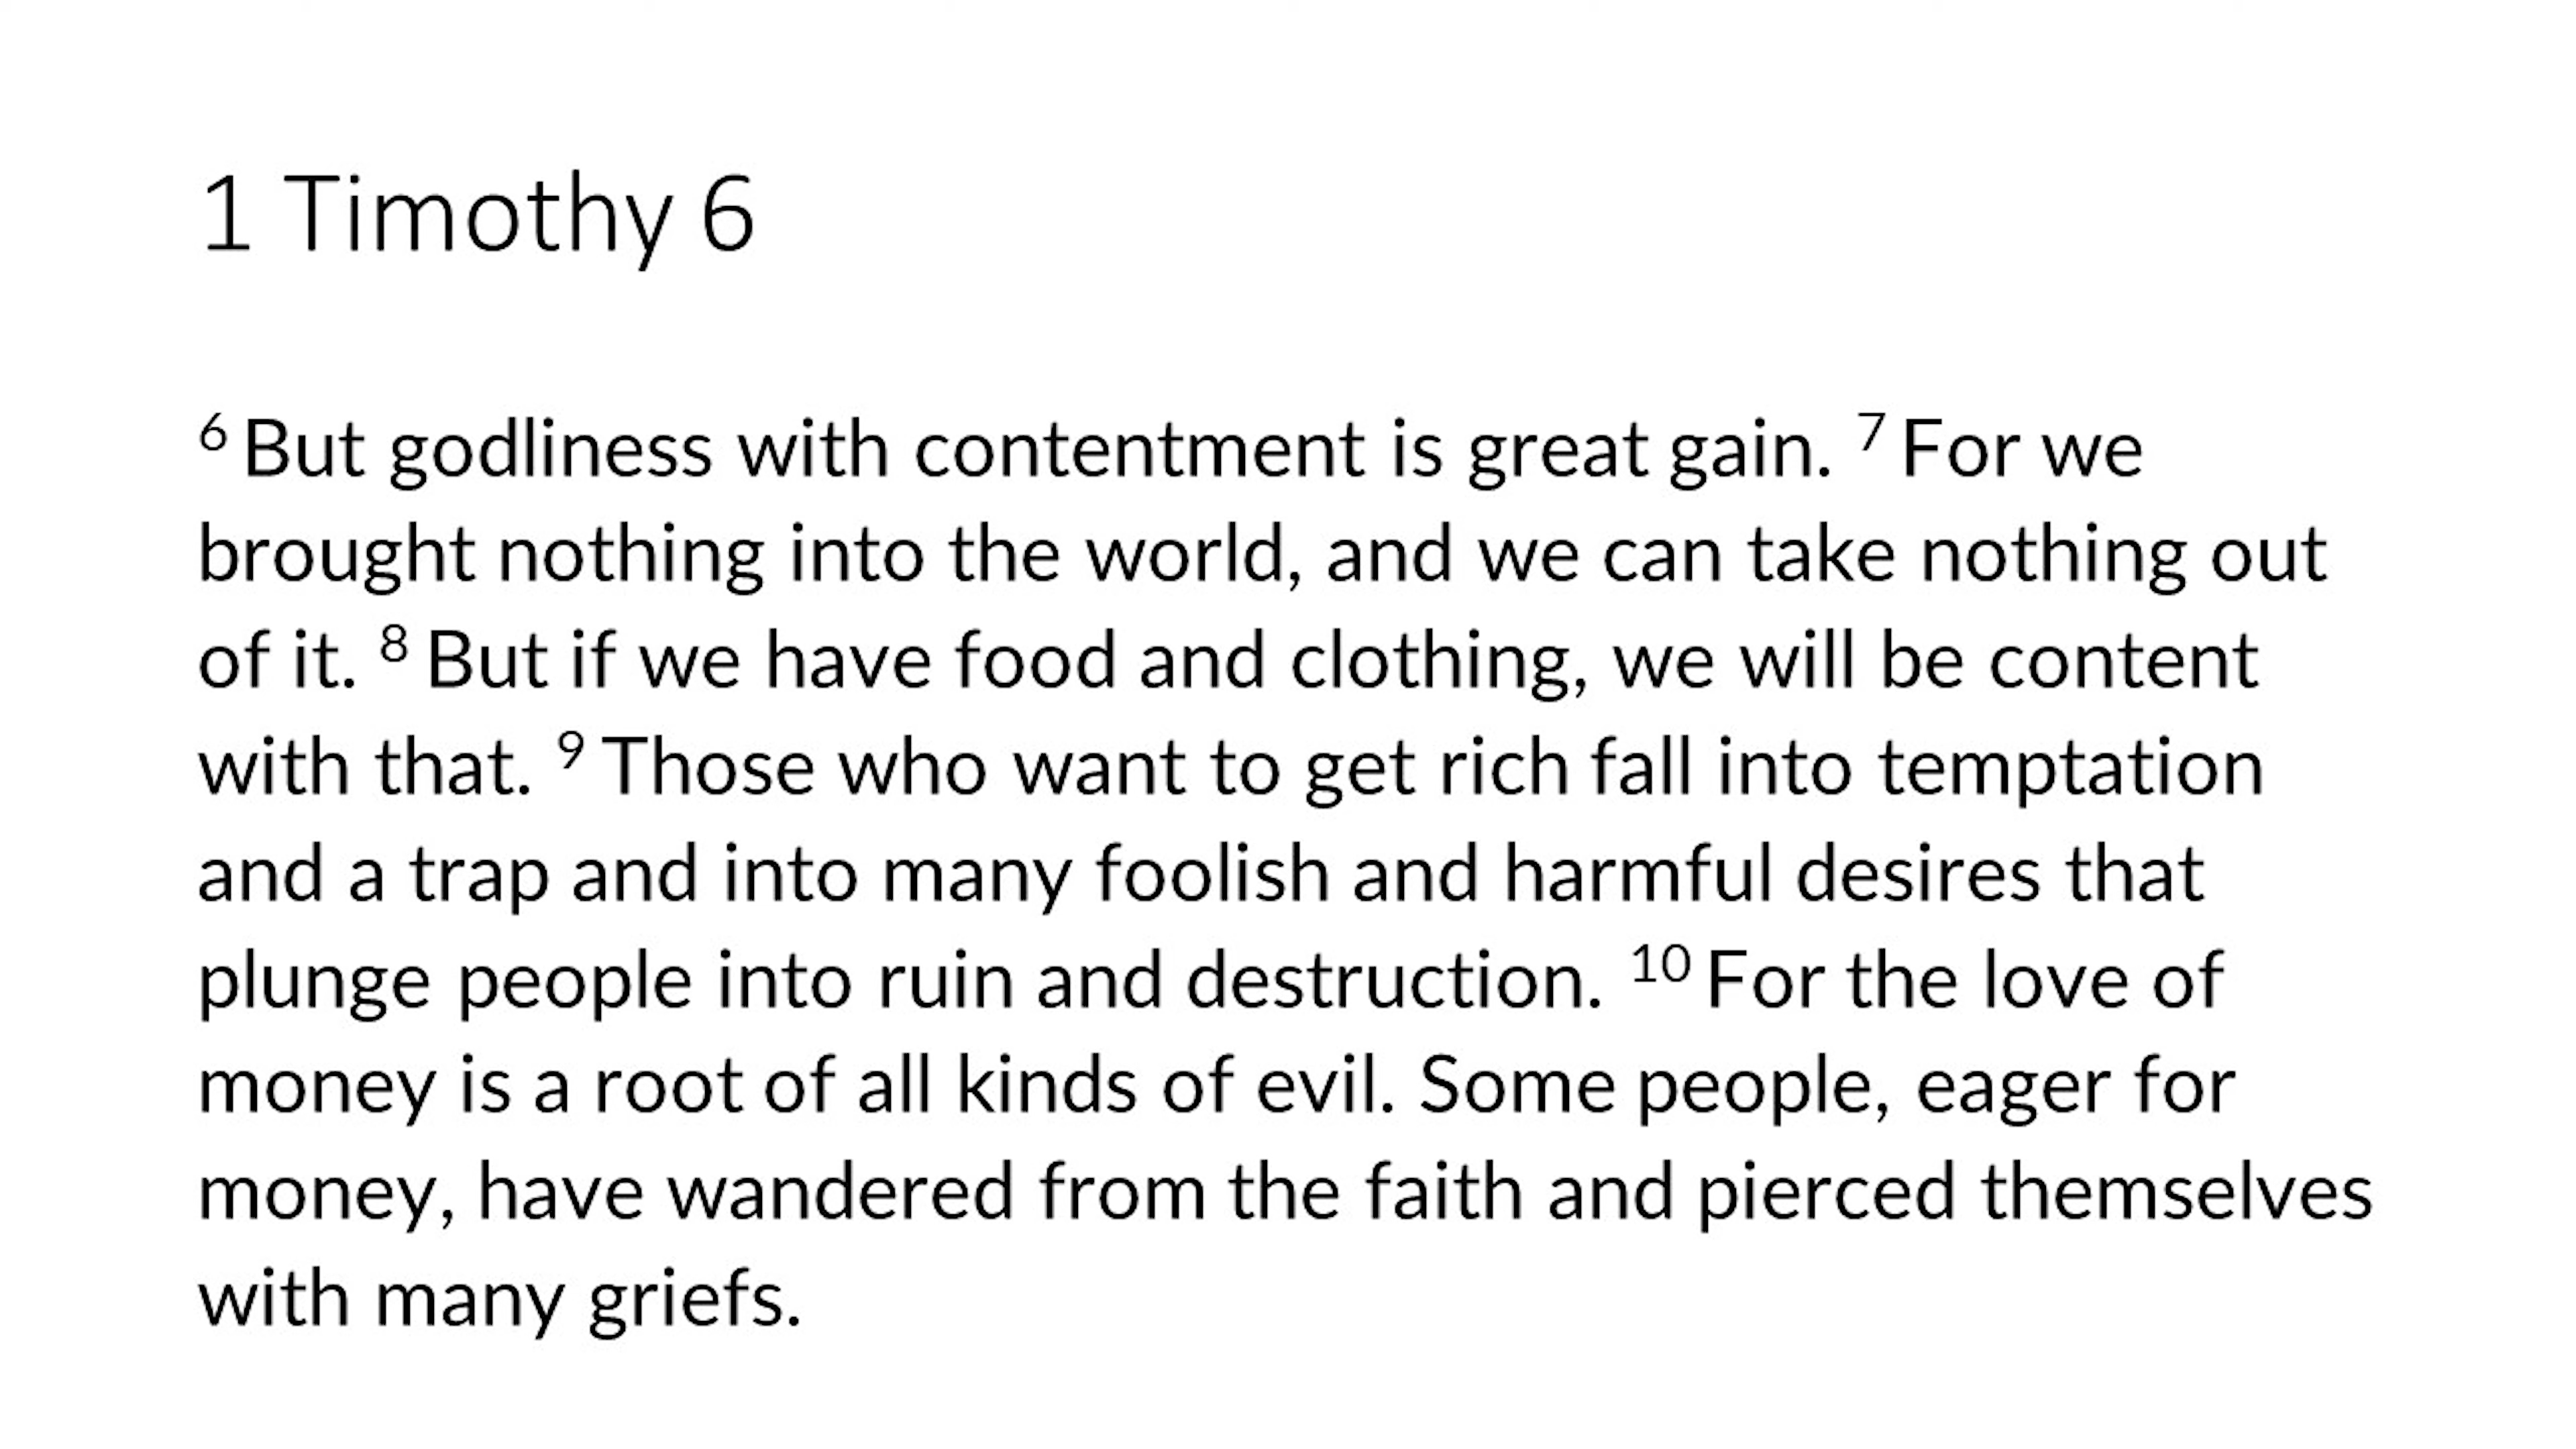 1 Timothy 6
6 But godliness with contentment is great gain. 7 For we
brought nothing into the world, and we can take nothing out
of it. 8 But if we have food and clothing, we will be content
with that. 9 Those who want to get rich fall into temptation
and a trap and into many foolish and harmful desires that
plunge people into ruin and destruction. 10 For the love of
money is a root of all kinds of evil. Some people, eager for
money, have wandered from the faith and pierced themselves
with many griefs.